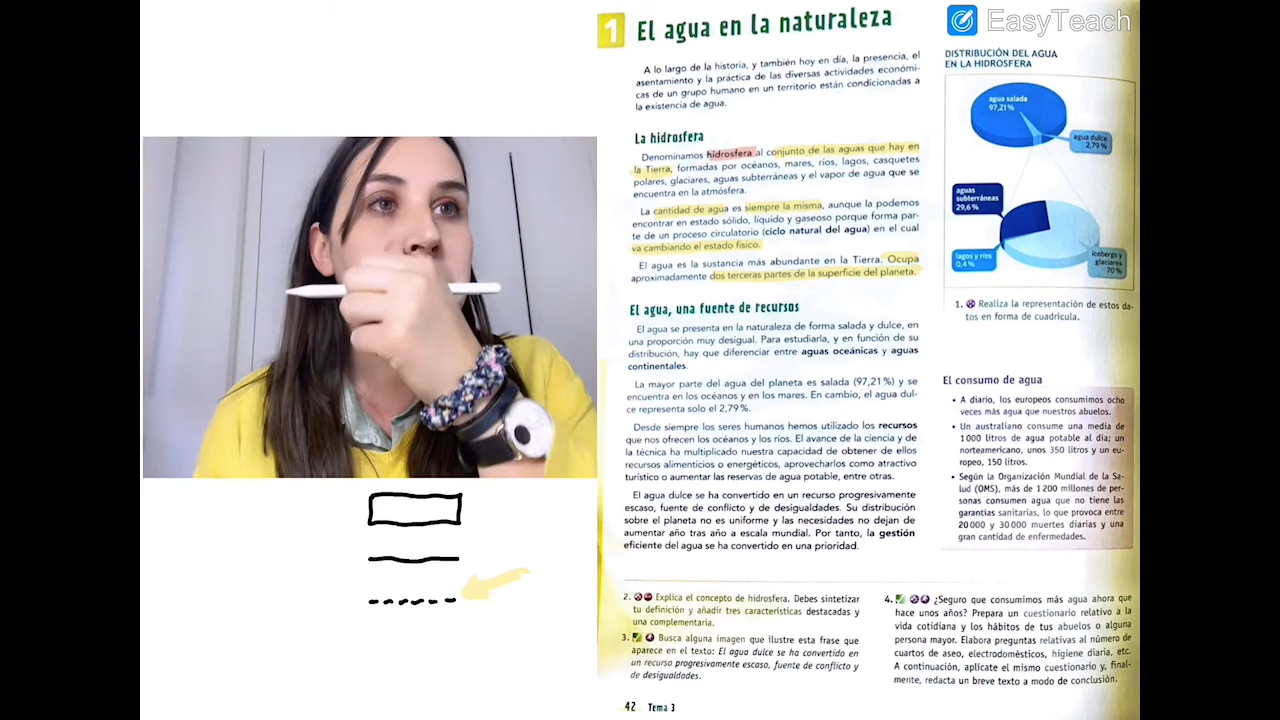 EasyTeach
1 El agua en la naturaleza
A lo largo de la historia, y también hoy en día, la presencia, el
asentamiento y la práctica de las diversas actividades económi-
cas de un grupo humano en un territorio están condicionadas a
la existencia de agua.
La hidrosfera
Denominamos hidrosfera al conjunto de las aguas que hay en
la Tierra, formadas por océanos, mares, ríos, lagos, casquetes
polares, glaciares, aguas subterráneas y el vapor de agua que se
encuentra en la atmósfera.
La cantidad de agua es siempre la misma, aunque la podemos
encontrar en estado sólido, líquido y gaseoso porque forma par-
te de un proceso circulatorio (ciclo natural del agua) en el cual
va cambiando el estado físico.
El agua es la sustancia más abundante en la Tierra. Ocupa
aproximadamente dos terceras partes de la superficie del planeta.
El agua, una fuente de recursos
El agua se presenta en la naturaleza de forma salada y dulce, en
una proporción muy desigual. Para estudiarla, y en función de su
distribución, hay que diferenciar entre aguas oceánicas y aguas
continentales.
La mayor parte del agua del planeta es salada (97,21%) y se
encuentra en los océanos y en los mares. En cambio, el agua dul-
ce representa solo el 2,79%.
Desde siempre los seres humanos hemos utilizado los recursos
que nos ofrecen los océanos y los ríos. El avance de la ciencia y de
la técnica ha multiplicado nuestra capacidad de obtener de ellos
recursos alimenticios o energéticos, aprovecharlos como atractivo
turístico o aumentar las reservas de agua potable, entre otras.
El agua dulce se ha convertido en un recurso progresivamente
escaso, fuente de conflicto y de desigualdades. Su distribución
sobre el planeta no es uniforme y las necesidades no dejan de
aumentar año tras año a escala mundial. Por tanto, la gestión
eficiente del agua se ha convertido en una prioridad.
DISTRIBUCIÓN DEL AGUA
EN LA HIDROSFERA
agua salada
97,21%
agua dulce
2,79%
aguas
subterráneas
29,6%
lagos y ríos
0,4%
icebergs y
glaciares
70%
1. Realiza la representación de estos da-
tos en forma de cuadrícula.
El consumo de agua
• A diario, los europeos consumimos ocho
veces más agua que nuestros abuelos.
• Un australiano consume una media de
1000 litros de agua potable al día; un
norteamericano, unos 350 litros y un eu-
ropeo, 150 litros.
• Según la Organización Mundial de la Sa-
lud (OMS), más de 1200 millones de per-
sonas consumen agua que no tiene las
garantías sanitarias, lo que provoca entre
20000 y 30000 muertes diarias y una
gran cantidad de enfermedades.
2. Explica el concepto de hidrosfera. Debes sintetizar
tu definición y añadir tres características destacadas y
una complementaria.
3. Busca alguna imagen que ilustre esta frase que
aparece en el texto: El agua dulce se ha convertido en
un recurso progresivamente escaso, fuente de conflicto y
de desigualdades.
4. ¿Seguro que consumimos más agua ahora que
hace unos años? Prepara un cuestionario relativo a la
vida cotidiana y los hábitos de tus abuelos o alguna
persona mayor. Elabora preguntas relativas al número de
cuartos de aseo, electrodomésticos, higiene diaria, etc.
A continuación, aplícate el mismo cuestionario y, final-
mente, redacta un breve texto a modo de conclusión.
42 Tema 3